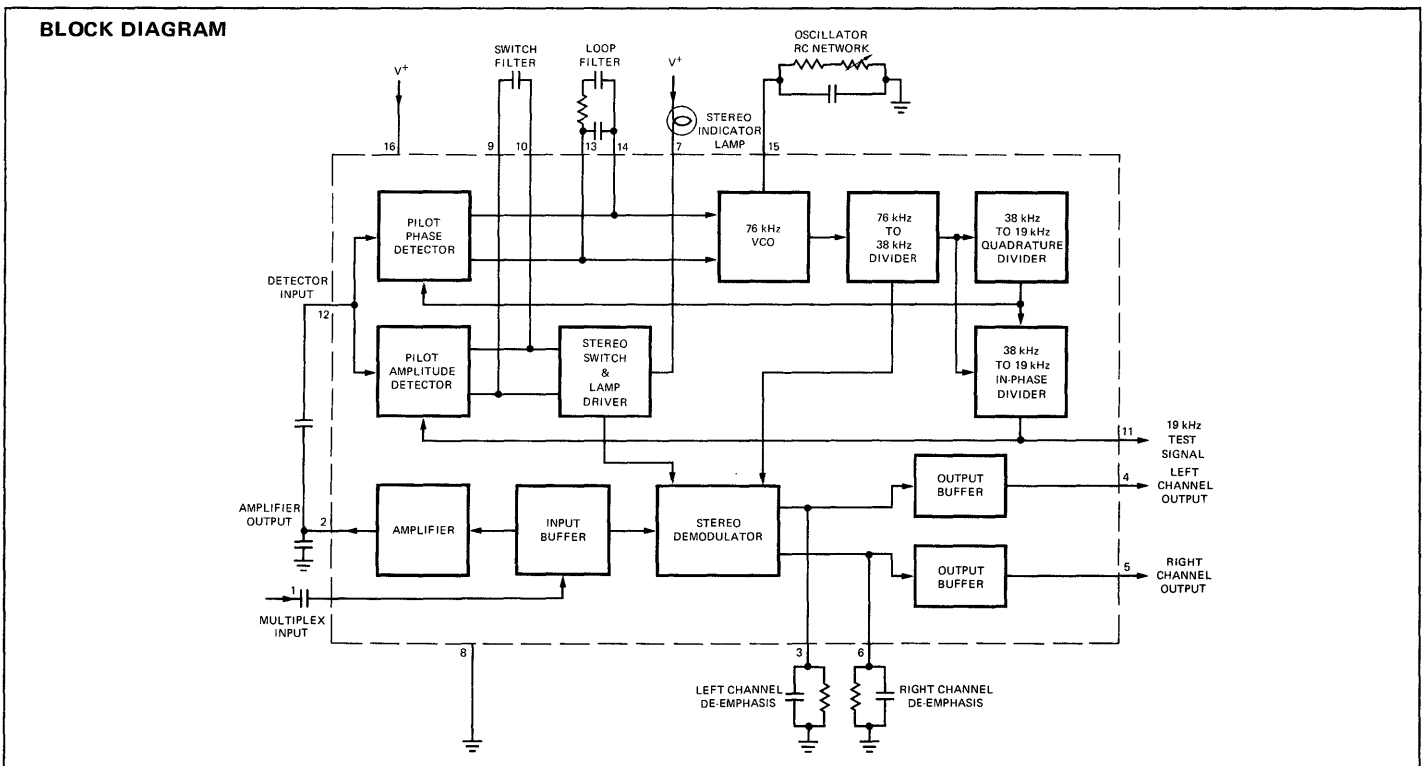 BLOCK DIAGRAM
V+
SWITCH
FILTER
LOOP
FILTER
V+
STEREO
INDICATOR
LAMP
OSCILLATOR
RC NETWORK
16
9
10
13
14
7
15
PILOT
PHASE
DETECTOR
76 kHz
VCO
76 kHz
TO
38 kHz
DIVIDER
38 kHz
TO 19 kHz
QUADRATURE
DIVIDER
DETECTOR
INPUT
12
PILOT
AMPLITUDE
DETECTOR
STEREO
SWITCH
&
LAMP
DRIVER
38 kHz
TO 19 kHz
IN-PHASE
DIVIDER
11
19 kHz
TEST
SIGNAL
AMPLIFIER
OUTPUT
2
AMPLIFIER
INPUT
BUFFER
STEREO
DEMODULATOR
OUTPUT
BUFFER
4
LEFT
CHANNEL
OUTPUT
OUTPUT
BUFFER
5
RIGHT
CHANNEL
OUTPUT
1
MULTIPLEX
INPUT
8
3
6
LEFT CHANNEL
DE-EMPHASIS
RIGHT CHANNEL
DE-EMPHASIS